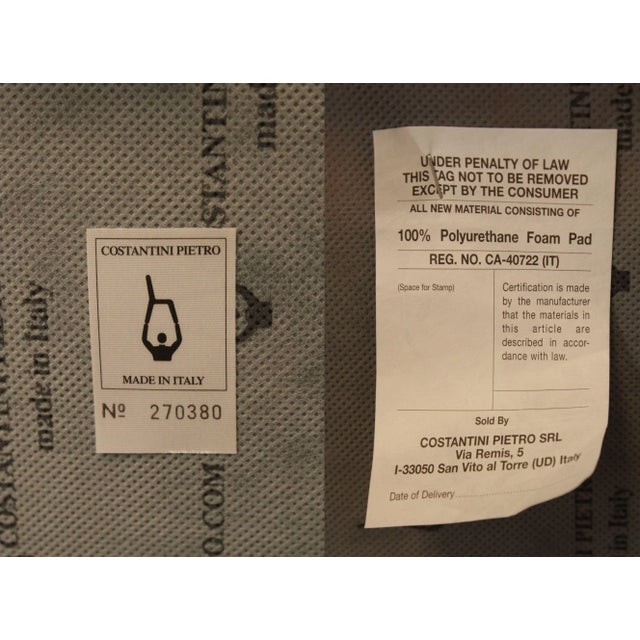 COSTANTINI PIETRO
MADE IN ITALY
Nº 270380
UNDER PENALTY OF LAW
THIS TAG NOT TO BE REMOVED
EXCEPT BY THE CONSUMER
ALL NEW MATERIAL CONSISTING OF
100% Polyurethane Foam Pad
REG. NO. CA-40722 (IT)
(Space for Stamp)
Certification is made
by the manufacturer
that the materials in
this article are
described in accor-
dance with law.
Sold By
COSTANTINI PIETRO SRL
Via Remis, 5
I-33050 San Vito al Torre (UD) Italy
Date of Delivery
made in Italy
made
made in Italy